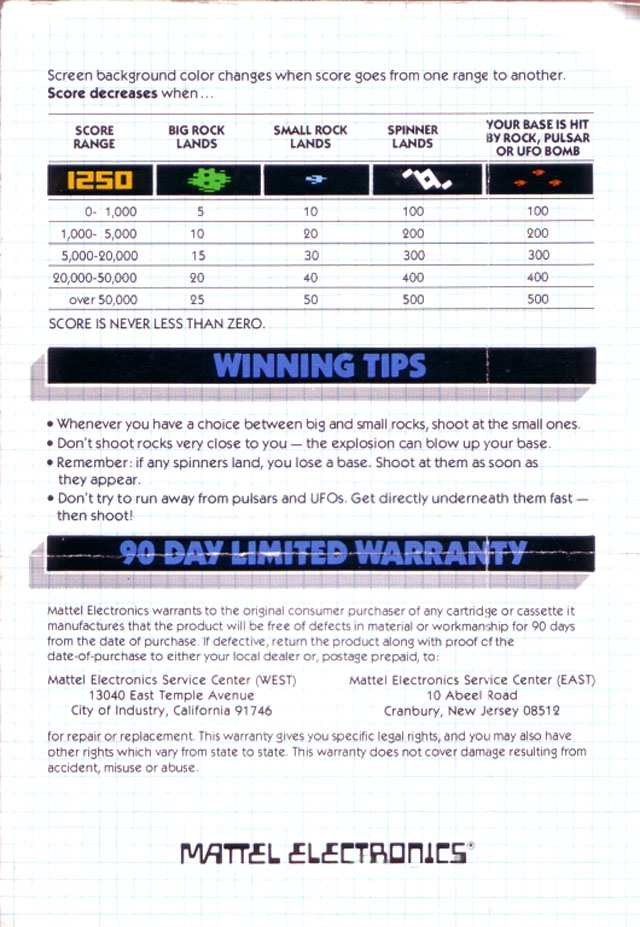 Screen background color changes when score goes from one range to another.
Score decreases when...
SCORE RANGE BIG ROCK LANDS SMALL ROCK LANDS SPINNER LANDS YOUR BASE IS HIT BY ROCK, PULSAR OR UFO BOMB
1250
0- 1,000 5 10 100 100
1,000- 5,000 10 20 200 200
5,000-20,000 15 30 300 300
20,000-50,000 20 40 400 400
over 50,000 25 50 500 500
SCORE IS NEVER LESS THAN ZERO.
WINNING TIPS
• Whenever you have a choice between big and small rocks, shoot at the small ones.
• Don't shoot rocks very close to you — the explosion can blow up your base.
• Remember: if any spinners land, you lose a base. Shoot at them as soon as
they appear.
• Don't try to run away from pulsars and UFOs. Get directly underneath them fast —
then shoot!
90 DAY LIMITED WARRANTY
Mattel Electronics warrants to the original consumer purchaser of any cartridge or cassette it
manufactures that the product will be free of defects in material or workmanship for 90 days
from the date of purchase. If defective, return the product along with proof of the
date-of-purchase to either your local dealer or, postage prepaid, to:
Mattel Electronics Service Center (WEST)
13040 East Temple Avenue
City of Industry, California 91746
Mattel Electronics Service Center (EAST)
10 Abeel Road
Cranbury, New Jersey 08512
for repair or replacement. This warranty gives you specific legal rights, and you may also have
other rights which vary from state to state. This warranty does not cover damage resulting from
accident, misuse or abuse.
MATTEL ELECTRONICS®